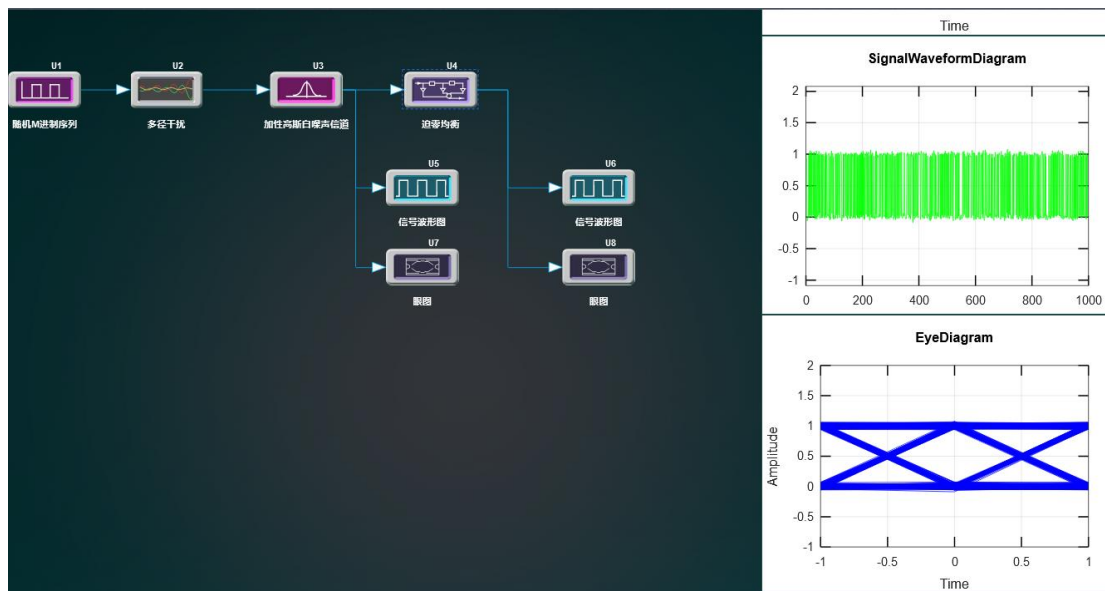 U1
U2
U3
U4
随机M进制序列
多径干扰
加性高斯白噪声信道
迫零均衡
U5
U6
信号波形图
信号波形图
U7
U8
眼图
眼图
Time
SignalWaveformDiagram
2
1.5
1
0.5
0
-0.5
-1
0
200
400
600
800
1000
EyeDiagram
Amplitude
2
1.5
1
0.5
0
-0.5
-1
-1
-0.5
0
0.5
1
Time